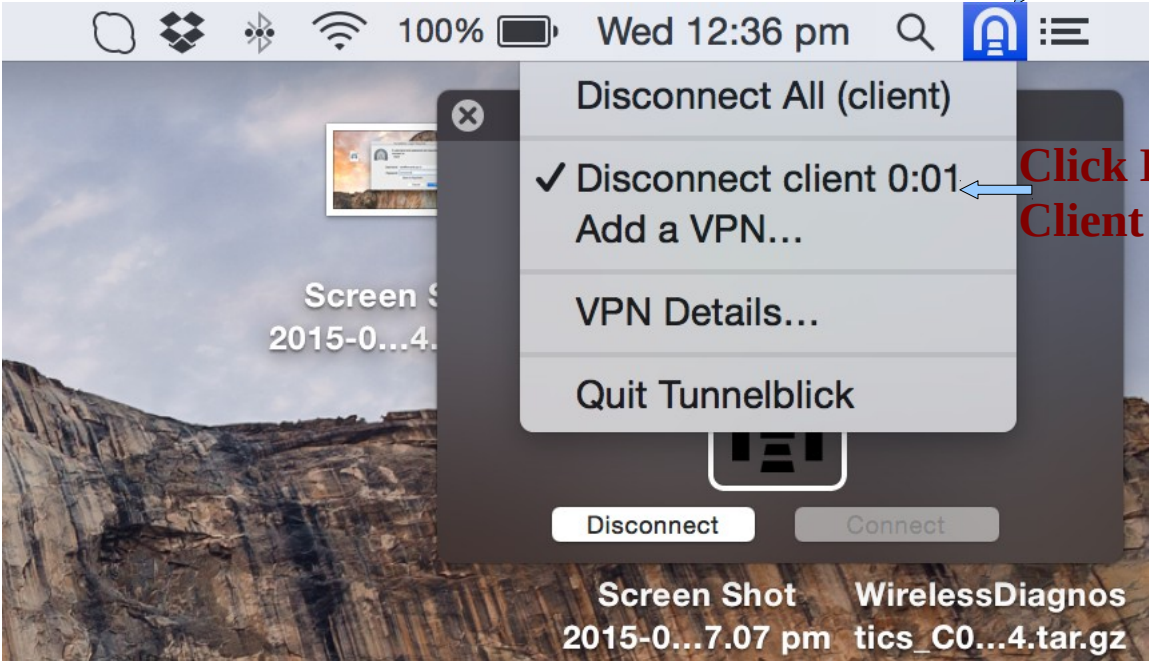 100% Wed 12:36 pm
Disconnect All (client)
Disconnect client 0:01
Click
Add a VPN...
Client
VPN Details...
Quit Tunnelblick
Screen
2015-0...4.
Disconnect Connect
Screen Shot
2015-0...7.07 pm
WirelessDiagnos
tics_C0...4.tar.gz